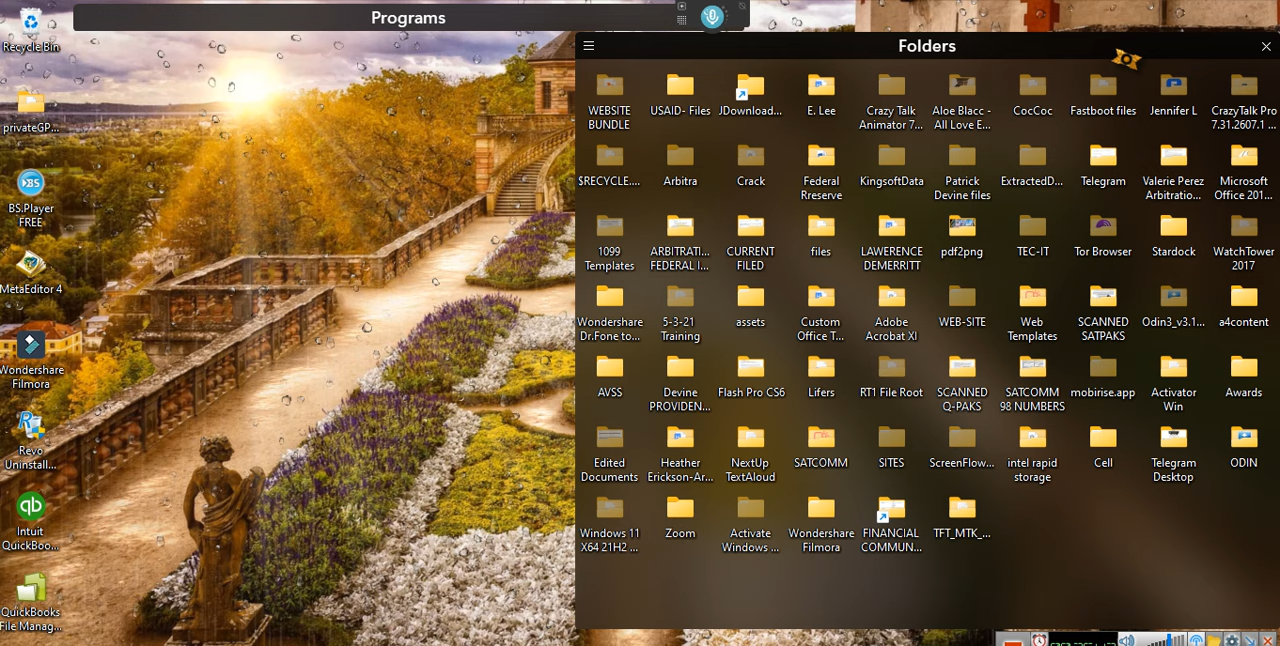 Programs
Folders
Recycle Bin
privateGP...
BS.Player
FREE
MetaEditor 4
Wondershare
Filmora
Revo
Uninstall...
Intuit
QuickBoo...
QuickBooks
File Manag...
WEBSITE
BUNDLE
USAID- Files
JDownload...
E. Lee
Crazy Talk
Animator 7...
Aloe Blacc -
All Love E...
CocCoc
Fastboot files
Jennifer L
CrazyTalk Pro
7.31.2607.1 ...
$RECYCLE....
Arbitra
Crack
Federal
Rreserve
KingsoftData
Patrick
Devine files
ExtractedD...
Telegram
Valerie Perez
Arbitratio...
Microsoft
Office 201...
1099
Templates
ARBITRATI...
FEDERAL I...
CURRENT
FILED
files
LAWERENCE
DEMERRITT
pdf2png
TEC-IT
Tor Browser
Stardock
WatchTower
2017
Wondershare
Dr.Fone to...
5-3-21
Training
assets
Custom
Office T...
Adobe
Acrobat XI
WEB-SITE
Web
Templates
SCANNED
SATPAKS
Odin3_v3.1...
a4content
AVSS
Devine
PROVIDEN...
Flash Pro CS6
Lifers
RT1 File Root
SCANNED
Q-PAKS
SATCOMM
98 NUMBERS
mobirise.app
Activator
Win
Awards
Edited
Documents
Heather
Erickson-Ar...
NextUp
TextAloud
SATCOMM
SITES
ScreenFlow...
intel rapid
storage
Cell
Telegram
Desktop
ODIN
Windows 11
X64 21H2 ...
Zoom
Activate
Windows ...
Wondershare
Filmora
FINANCIAL
COMMUN...
TFT_MTK_...